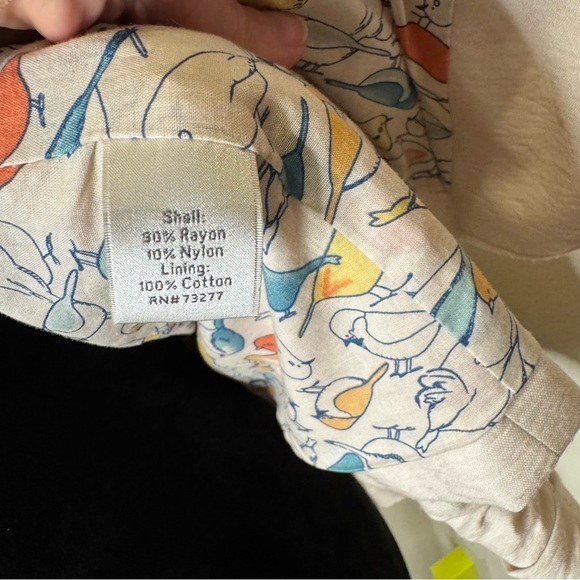 Shell:
90% Rayon
10% Nylon
Lining:
100% Cotton
RN# 73277